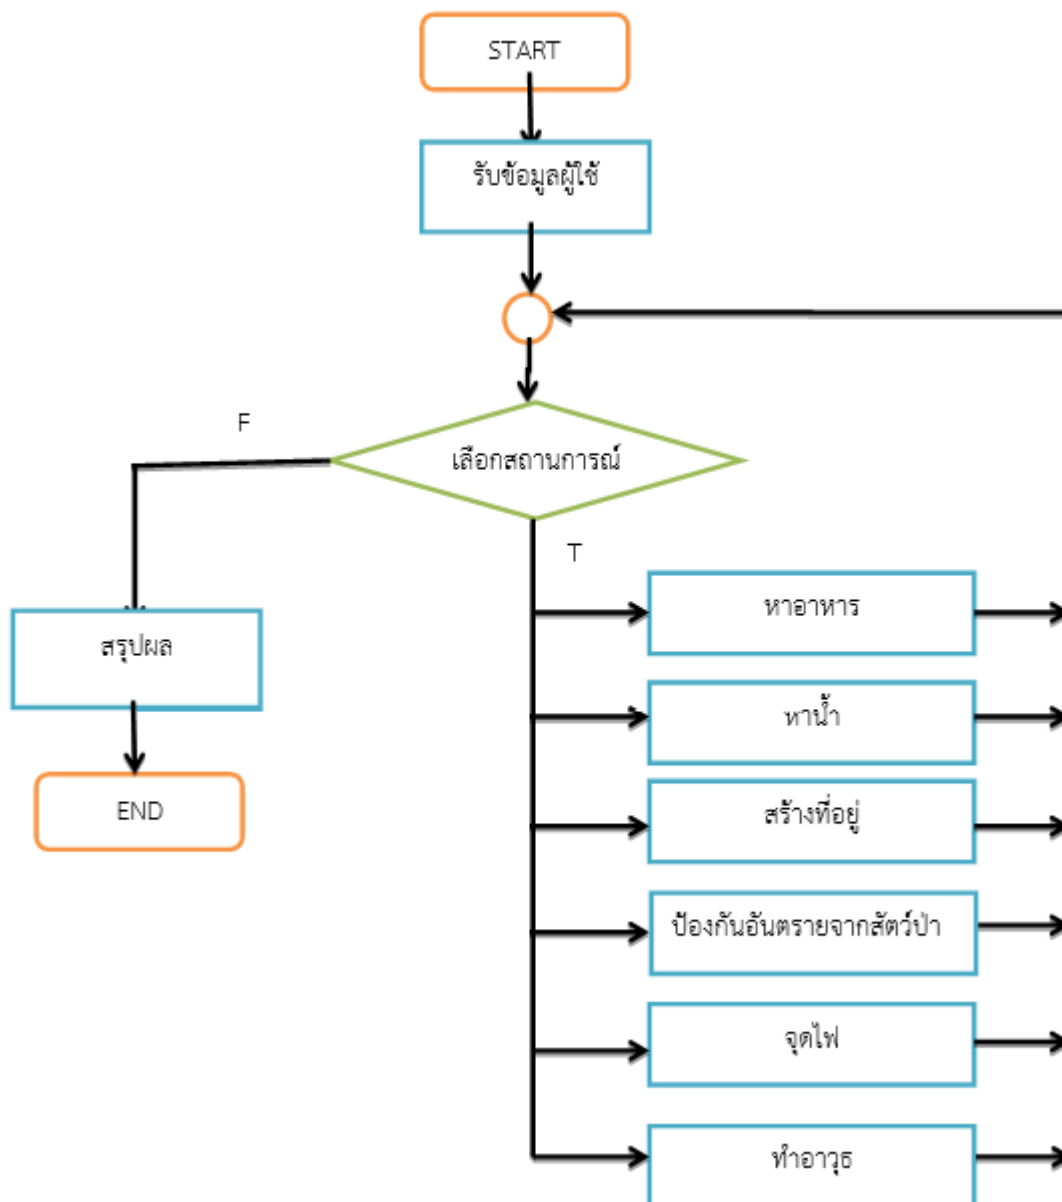 START
รับข้อมูลผู้ใช้
F
เลือกสถานการณ์
T
หาอาหาร
สรุปผล
หาน้ำ
END
สร้างที่อยู่
ป้องกันอันตรายจากสัตว์ป่า
จุดไฟ
ทำอาวุธ